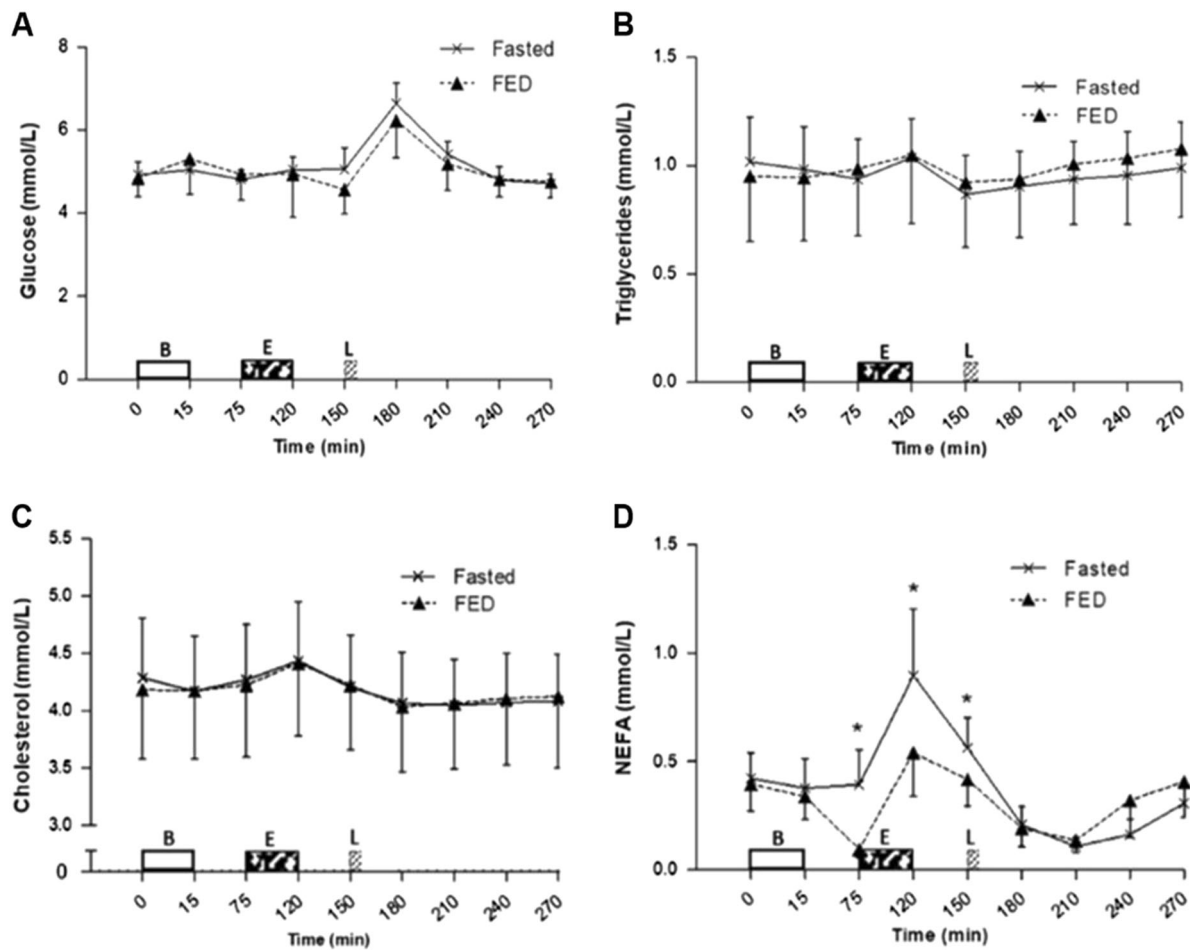 A
Glucose (mmol/L)
8
6
4
2
0
Fasted
FED
B
E
L
0 15 75 120 150 180 210 240 270
Time (min)
B
Triglycerides (mmol/L)
1.5
1.0
0.5
0.0
Fasted
FED
B
E
L
0 15 75 120 150 180 210 240 270
Time (min)
C
Cholesterol (mmol/L)
5.5
5.0
4.5
4.0
3.5
3.0
0
Fasted
FED
B
E
L
0 15 75 120 150 180 210 240 270
Time (min)
D
NEFA (mmol/L)
1.5
1.0
0.5
0.0
Fasted
FED
*
*
*
B
E
L
0 15 75 120 150 180 210 240 270
Time (min)